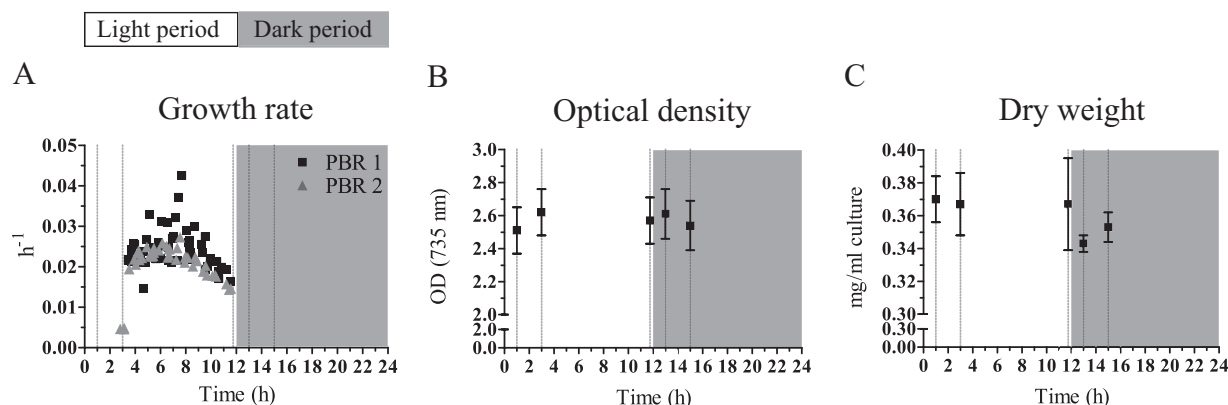 Light period Dark period
A
Growth rate
0.05
0.04
0.03
0.02
0.01
0.00
h⁻¹
PBR 1
PBR 2
0 2 4 6 8 10 12 14 16 18 20 22 24
Time (h)
B
Optical density
3.0
2.8
2.6
2.4
2.2
2.0
2.0
0.0
OD (735 nm)
0 2 4 6 8 10 12 14 16 18 20 22 24
Time (h)
C
Dry weight
0.40
0.38
0.36
0.34
0.32
0.30
0.30
0.00
mg/ml culture
0 2 4 6 8 10 12 14 16 18 20 22 24
Time (h)